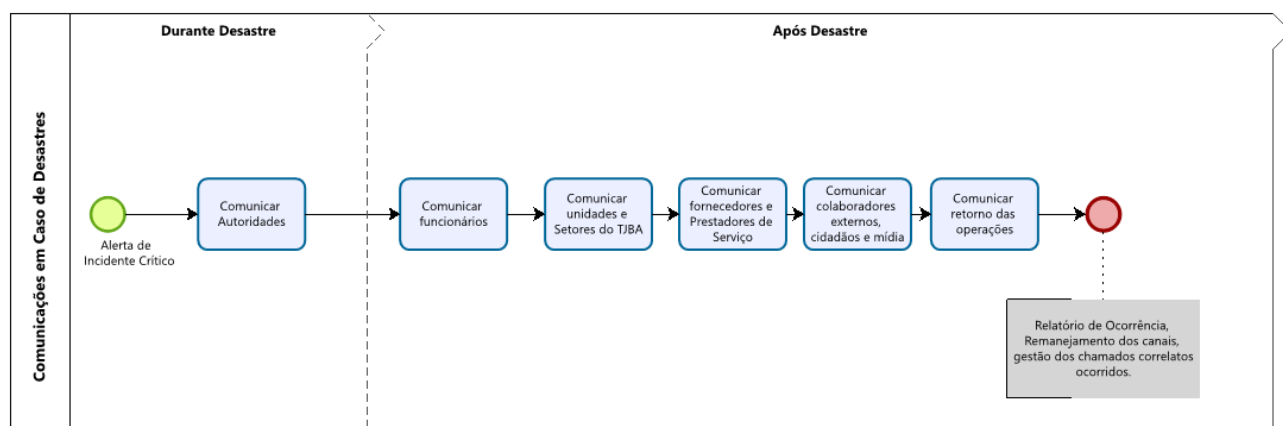 Comunicações em Caso de Desastres
Durante Desastre
Após Desastre
Alerta de
Incidente Crítico
Comunicar
Autoridades
Comunicar
funcionários
Comunicar
unidades e
Setores do TJBA
Comunicar
fornecedores e
Prestadores de
Serviço
Comunicar
colaboradores
externos,
cidadãos e mídia
Comunicar
retorno das
operações
Relatório de Ocorrência,
Remanejamento dos canais,
gestão dos chamados correlatos
ocorridos.